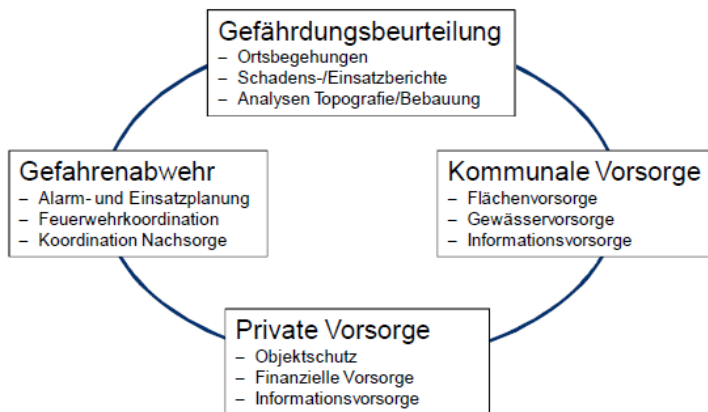 Gefährdungsbeurteilung
– Ortsbegehungen
– Schadens-/Einsatzberichte
– Analysen Topografie/Bebauung
Gefahrenabwehr
– Alarm- und Einsatzplanung
– Feuerwehrkoordination
– Koordination Nachsorge
Kommunale Vorsorge
– Flächenvorsorge
– Gewässervorsorge
– Informationsvorsorge
Private Vorsorge
– Objektschutz
– Finanzielle Vorsorge
– Informationsvorsorge